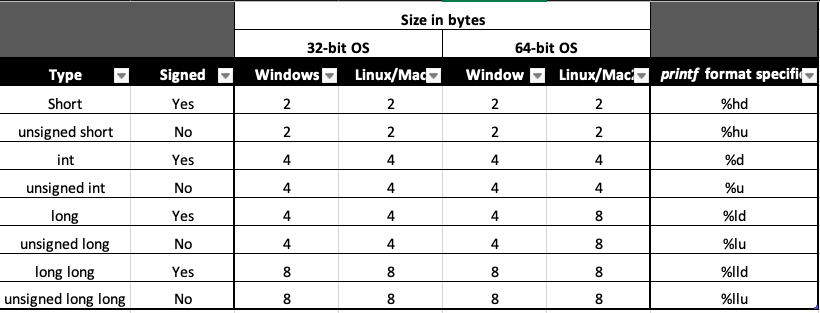 Size in bytes
32-bit OS 64-bit OS
Type Signed Windows Linux/Mac Window Linux/Mac2 printf format specifi
Short Yes 2 2 2 2 %hd
unsigned short No 2 2 2 2 %hu
int Yes 4 4 4 4 %d
unsigned int No 4 4 4 4 %u
long Yes 4 4 4 8 %ld
unsigned long No 4 4 4 8 %lu
long long Yes 8 8 8 8 %lld
unsigned long long No 8 8 8 8 %llu